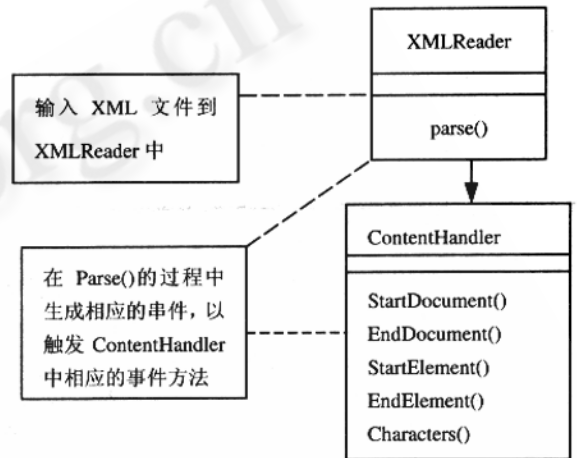 XMLReader
parse()
输入 XML 文件到
XMLReader 中
ContentHandler
StartDocument()
EndDocument()
StartElement()
EndElement()
Characters()
在 Parse()的过程中
生成相应的串件，以
触发 ContentHandler
中相应的事件方法
org.cn